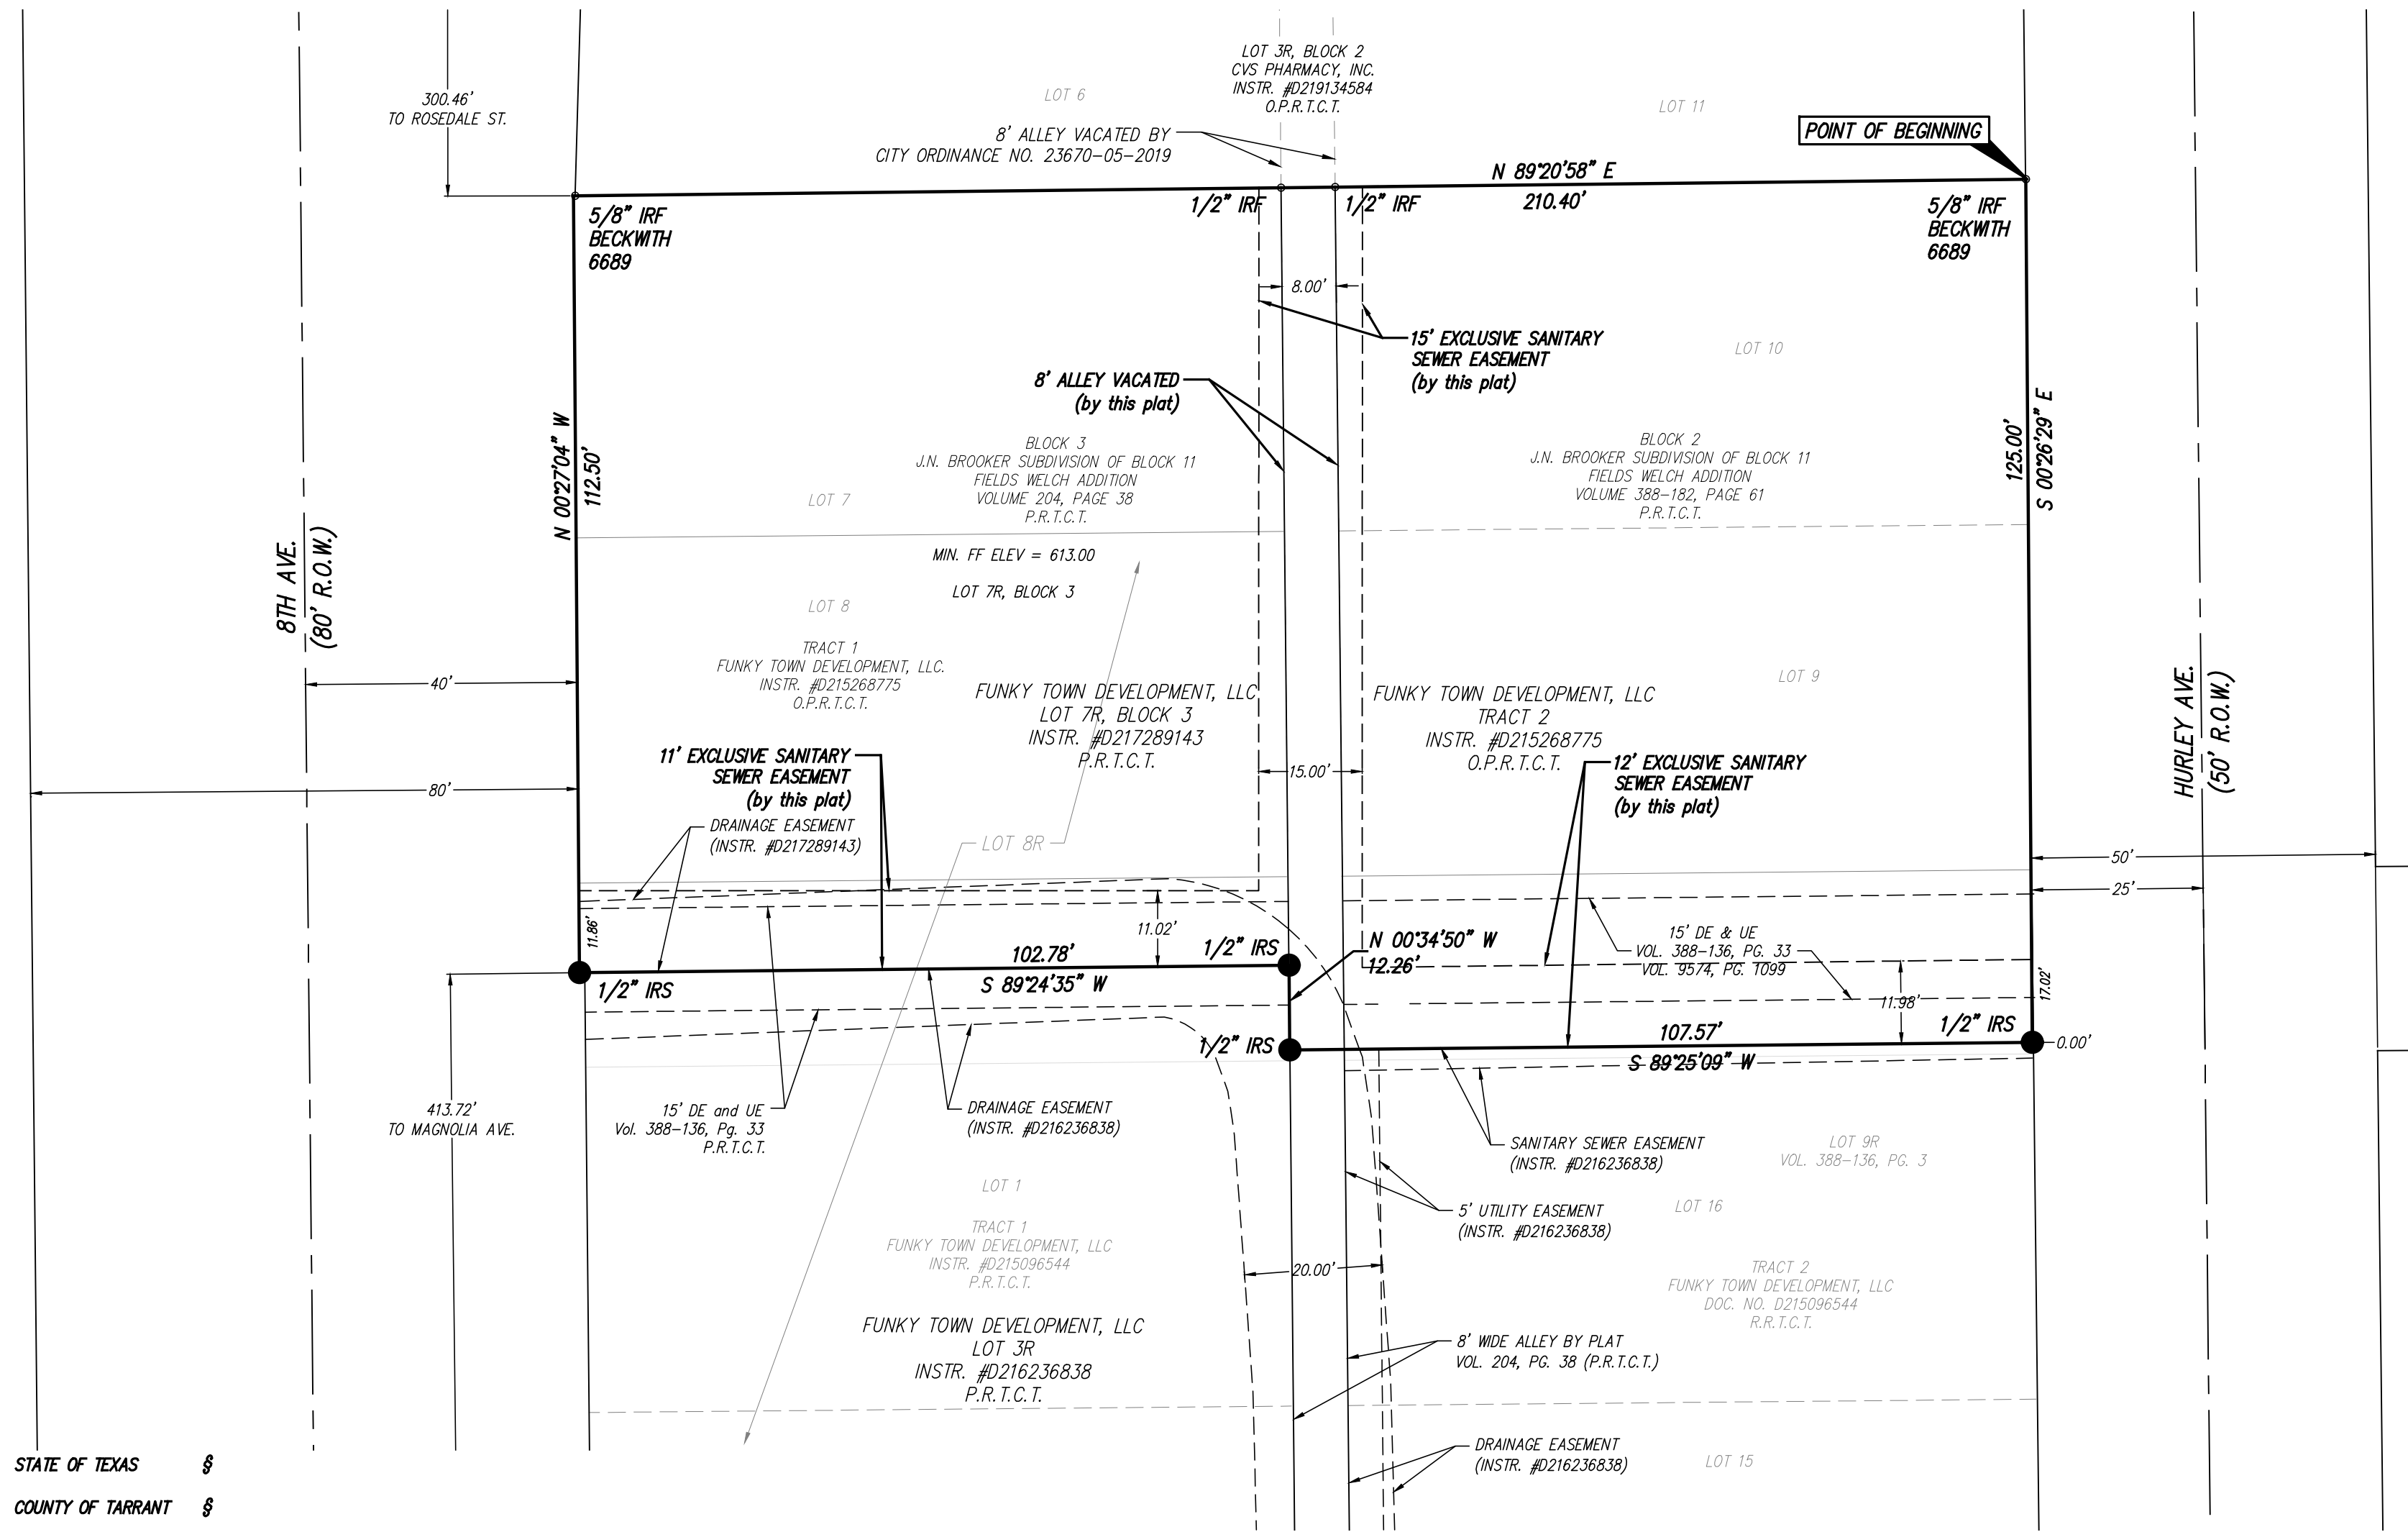 300.46'
TO ROSEDALE ST.
LOT 6
LOT 3R, BLOCK 2
CVS PHARMACY, INC.
INSTR. #D219134584
O.P.R.T.C.T.
LOT 11
POINT OF BEGINNING
8' ALLEY VACATED BY
CITY ORDINANCE NO. 23670-05-2019
N 89°20'58" E
210.40'
5/8" IRF
BECKWITH
6689
1/2" IRF
1/2" IRF
5/8" IRF
BECKWITH
6689
8.00'
15' EXCLUSIVE SANITARY
SEWER EASEMENT
(by this plat)
LOT 10
8' ALLEY VACATED
(by this plat)
N 00°27'04" W
112.50'
125.00'
S 00°26'29" E
BLOCK 3
J.N. BROOKER SUBDIVISION OF BLOCK 11
FIELDS WELCH ADDITION
VOLUME 204, PAGE 38
P.R.T.C.T.
LOT 7
BLOCK 2
J.N. BROOKER SUBDIVISION OF BLOCK 11
FIELDS WELCH ADDITION
VOLUME 388-182, PAGE 61
P.R.T.C.T.
8TH AVE.
(80' R.O.W.)
MIN. FF ELEV = 613.00
LOT 7R, BLOCK 3
LOT 8
TRACT 1
FUNKY TOWN DEVELOPMENT, LLC.
INSTR. #D215268775
O.P.R.T.C.T.
LOT 9
FUNKY TOWN DEVELOPMENT, LLC
LOT 7R, BLOCK 3
INSTR. #D217289143
P.R.T.C.T.
FUNKY TOWN DEVELOPMENT, LLC
TRACT 2
INSTR. #D215268775
O.P.R.T.C.T.
HURLEY AVE.
(50' R.O.W.)
40'
80'
11' EXCLUSIVE SANITARY
SEWER EASEMENT
(by this plat)
15.00'
12' EXCLUSIVE SANITARY
SEWER EASEMENT
(by this plat)
DRAINAGE EASEMENT
(INSTR. #D217289143)
LOT 8R
50'
25'
11.86'
11.02'
102.78'
1/2" IRS
N 00°34'50" W
12.26'
15' DE & UE
VOL. 388-136, PG. 33
VOL. 9574, PG. 1099
17.02'
1/2" IRS
S 89°24'35" W
11.98'
1/2" IRS
107.57'
1/2" IRS
0.00'
S 89°25'09" W
413.72'
TO MAGNOLIA AVE.
15' DE and UE
Vol. 388-136, Pg. 33
P.R.T.C.T.
DRAINAGE EASEMENT
(INSTR. #D216236838)
SANITARY SEWER EASEMENT
(INSTR. #D216236838)
LOT 9R
VOL. 388-136, PG. 3
LOT 1
5' UTILITY EASEMENT
(INSTR. #D216236838)
LOT 16
TRACT 1
FUNKY TOWN DEVELOPMENT, LLC
INSTR. #D215096544
P.R.T.C.T.
20.00'
TRACT 2
FUNKY TOWN DEVELOPMENT, LLC
DOC. NO. D215096544
R.R.T.C.T.
FUNKY TOWN DEVELOPMENT, LLC
LOT 3R
INSTR. #D216236838
P.R.T.C.T.
8' WIDE ALLEY BY PLAT
VOL. 204, PG. 38 (P.R.T.C.T.)
DRAINAGE EASEMENT
(INSTR. #D216236838)
LOT 15
STATE OF TEXAS §
COUNTY OF TARRANT §